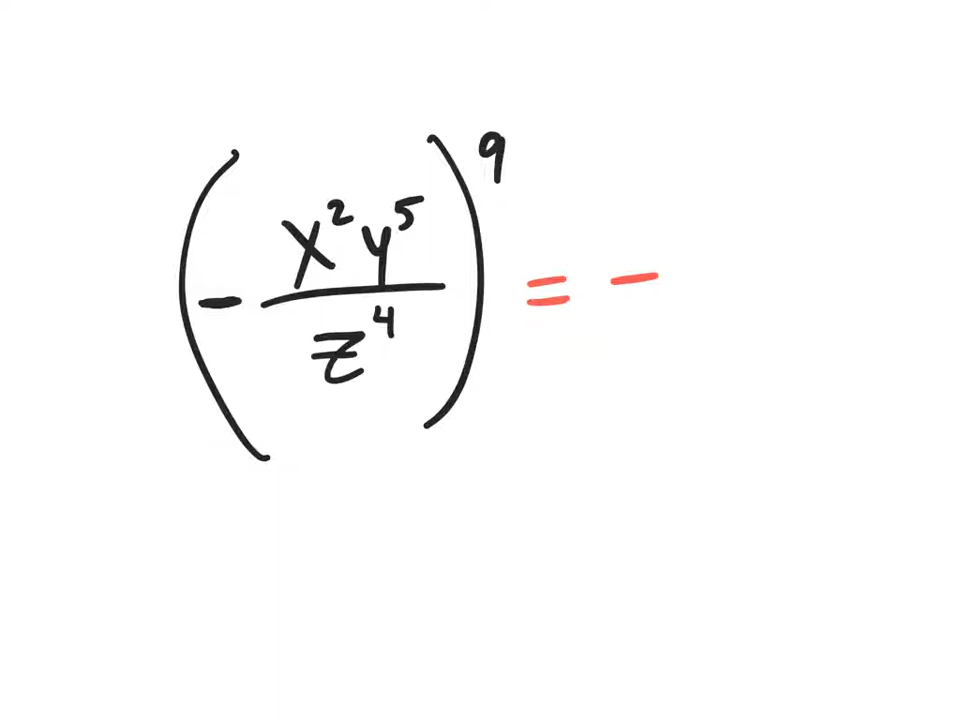 (- x²y⁵/z⁴)⁹ = -